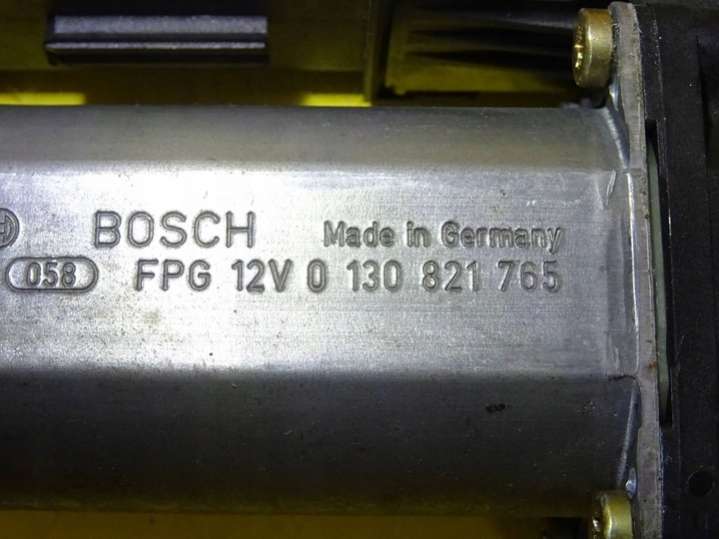 BOSCH Made in Germany
058 FPG 12V 0 130 821 765